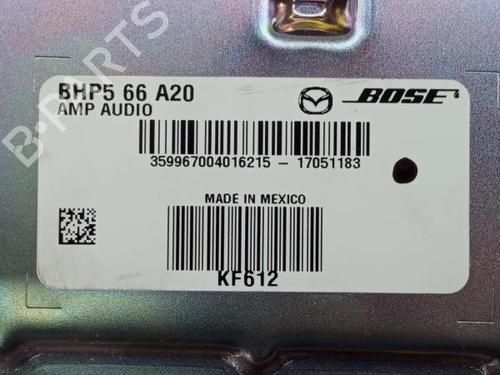 BHP5 66 A20
AMP AUDIO
BOSE
359967004016215 - 17051183
MADE IN MEXICO
KF612
B-PARTS